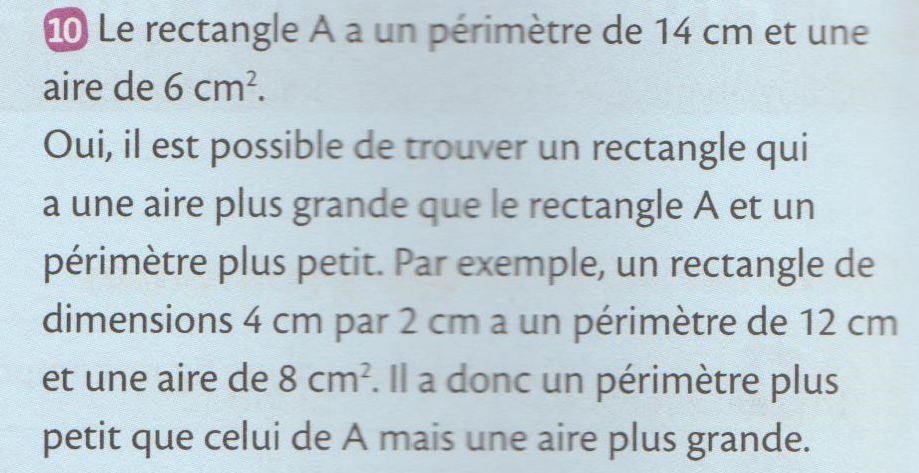 10 Le rectangle A a un périmètre de 14 cm et une
aire de 6 cm².
Oui, il est possible de trouver un rectangle qui
a une aire plus grande que le rectangle A et un
périmètre plus petit. Par exemple, un rectangle de
dimensions 4 cm par 2 cm a un périmètre de 12 cm
et une aire de 8 cm². Il a donc un périmètre plus
petit que celui de A mais une aire plus grande.